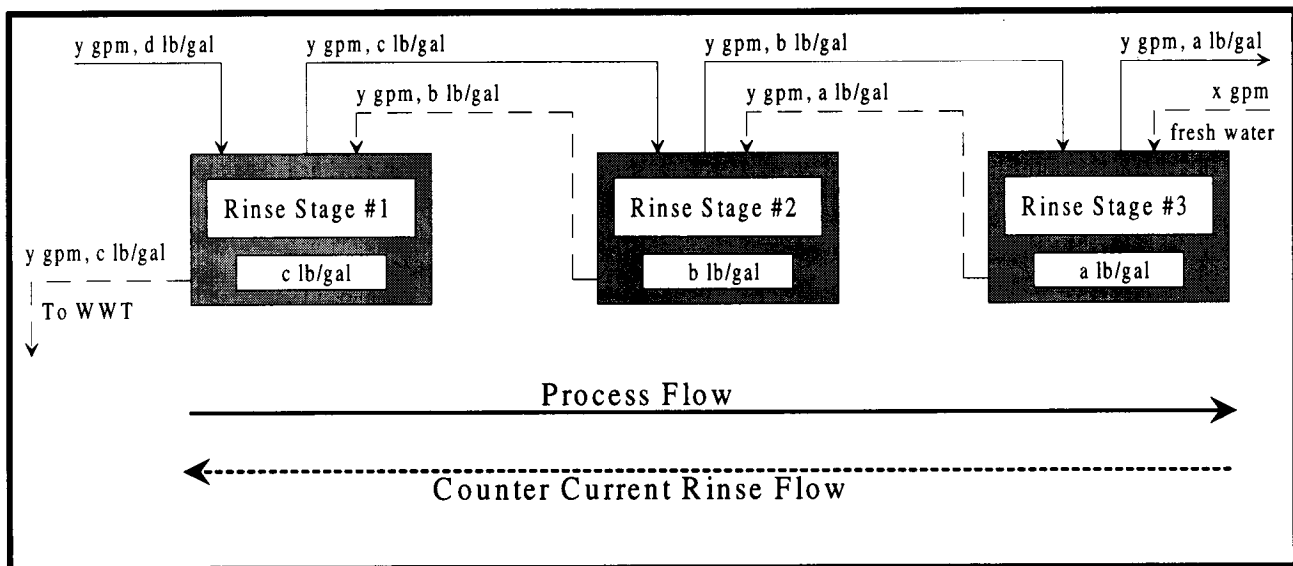 y gpm, d lb/gal
y gpm, c lb/gal
y gpm, b lb/gal
y gpm, a lb/gal
y gpm, b lb/gal
y gpm, a lb/gal
x gpm
fresh water
Rinse Stage #1
Rinse Stage #2
Rinse Stage #3
y gpm, c lb/gal
c lb/gal
b lb/gal
a lb/gal
To WWT
Process Flow
Counter Current Rinse Flow